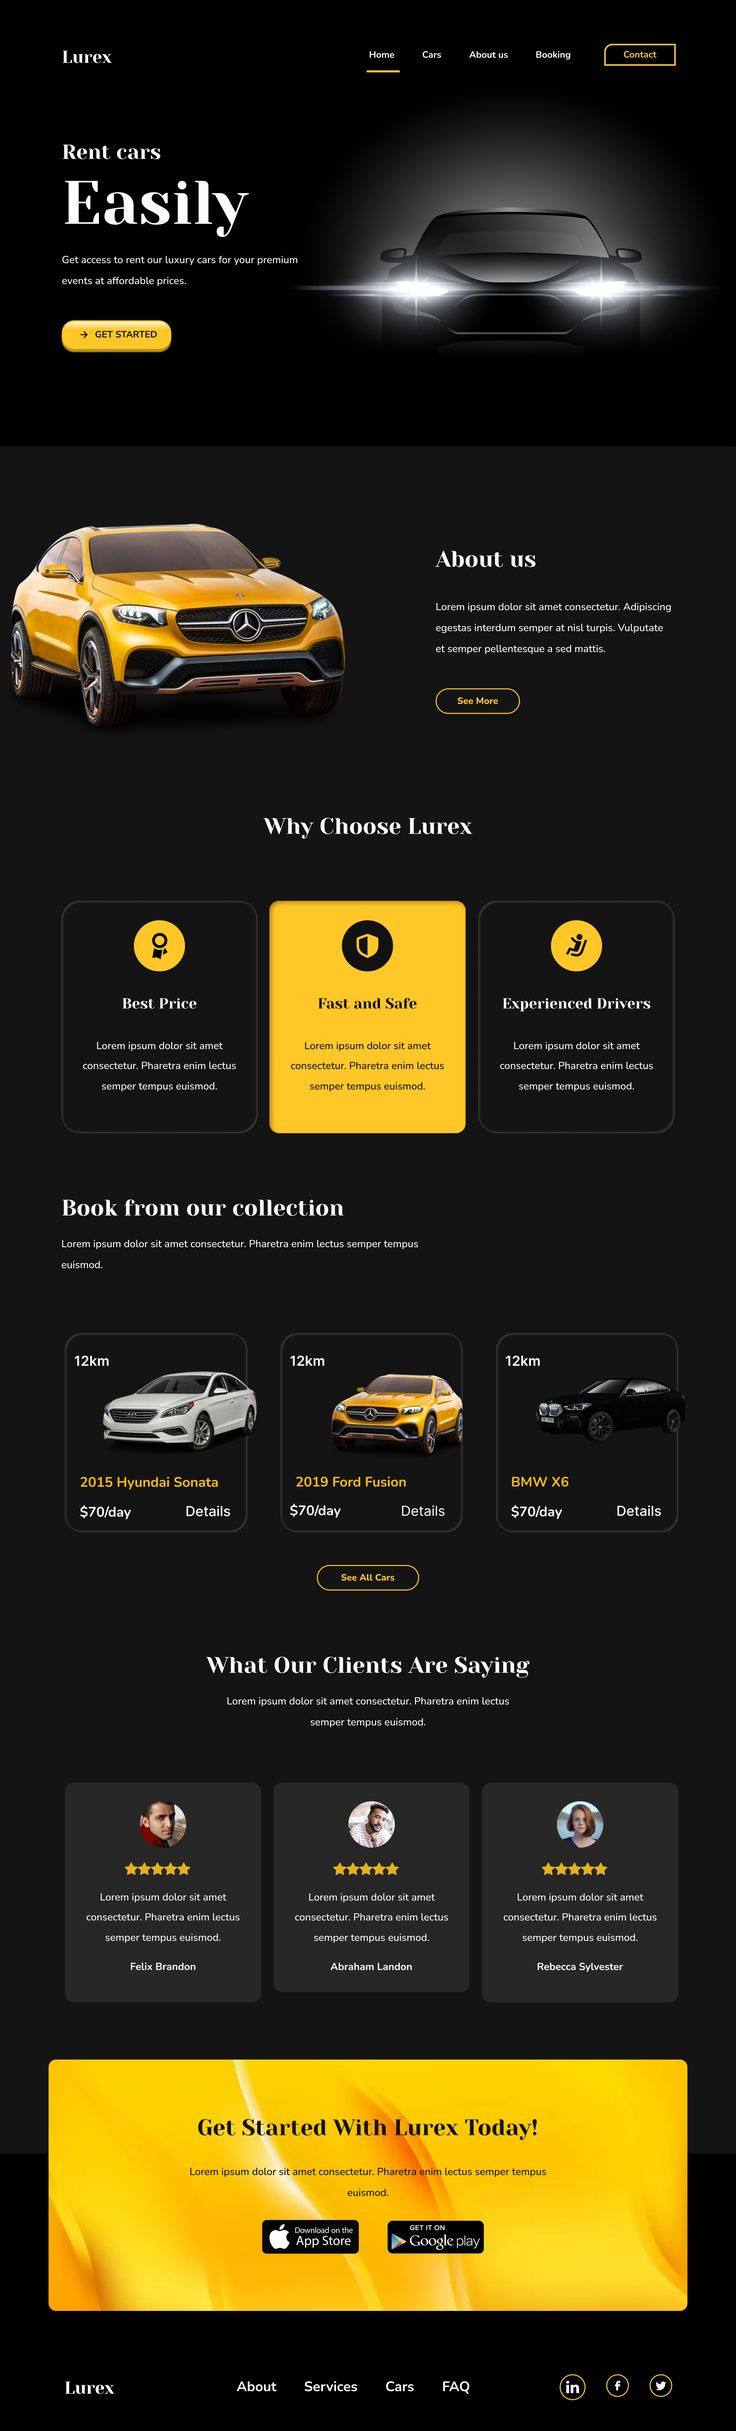 Lurex
Home
Cars
About us
Booking
Contact
Rent cars
Easily
Get access to rent our luxury cars for your premium
events at affordable prices.
→ GET STARTED
About us
Lorem ipsum dolor sit amet consectetur. Adipiscing
egestas interdum semper at nisl turpis. Vulputate
et semper pellentesque a sed mattis.
See More
Why Choose Lurex
Best Price
Lorem ipsum dolor sit amet
consectetur. Pharetra enim lectus
semper tempus euismod.
Fast and Safe
Lorem ipsum dolor sit amet
consectetur. Pharetra enim lectus
semper tempus euismod.
Experienced Drivers
Lorem ipsum dolor sit amet
consectetur. Pharetra enim lectus
semper tempus euismod.
Book from our collection
Lorem ipsum dolor sit amet consectetur. Pharetra enim lectus semper tempus
euismod.
12km
2015 Hyundai Sonata
$70/day
Details
12km
2019 Ford Fusion
$70/day
Details
12km
BMW X6
$70/day
Details
See All Cars
What Our Clients Are Saying
Lorem ipsum dolor sit amet consectetur. Pharetra enim lectus
semper tempus euismod.
Lorem ipsum dolor sit amet
consectetur. Pharetra enim lectus
semper tempus euismod.
Felix Brandon
Lorem ipsum dolor sit amet
consectetur. Pharetra enim lectus
semper tempus euismod.
Abraham Landon
Lorem ipsum dolor sit amet
consectetur. Pharetra enim lectus
semper tempus euismod.
Rebecca Sylvester
Get Started With Lurex Today!
Lorem ipsum dolor sit amet consectetur. Pharetra enim lectus semper tempus
euismod.
Download on the
App Store
GET IT ON
Google play
Lurex
About
Services
Cars
FAQ
in
f